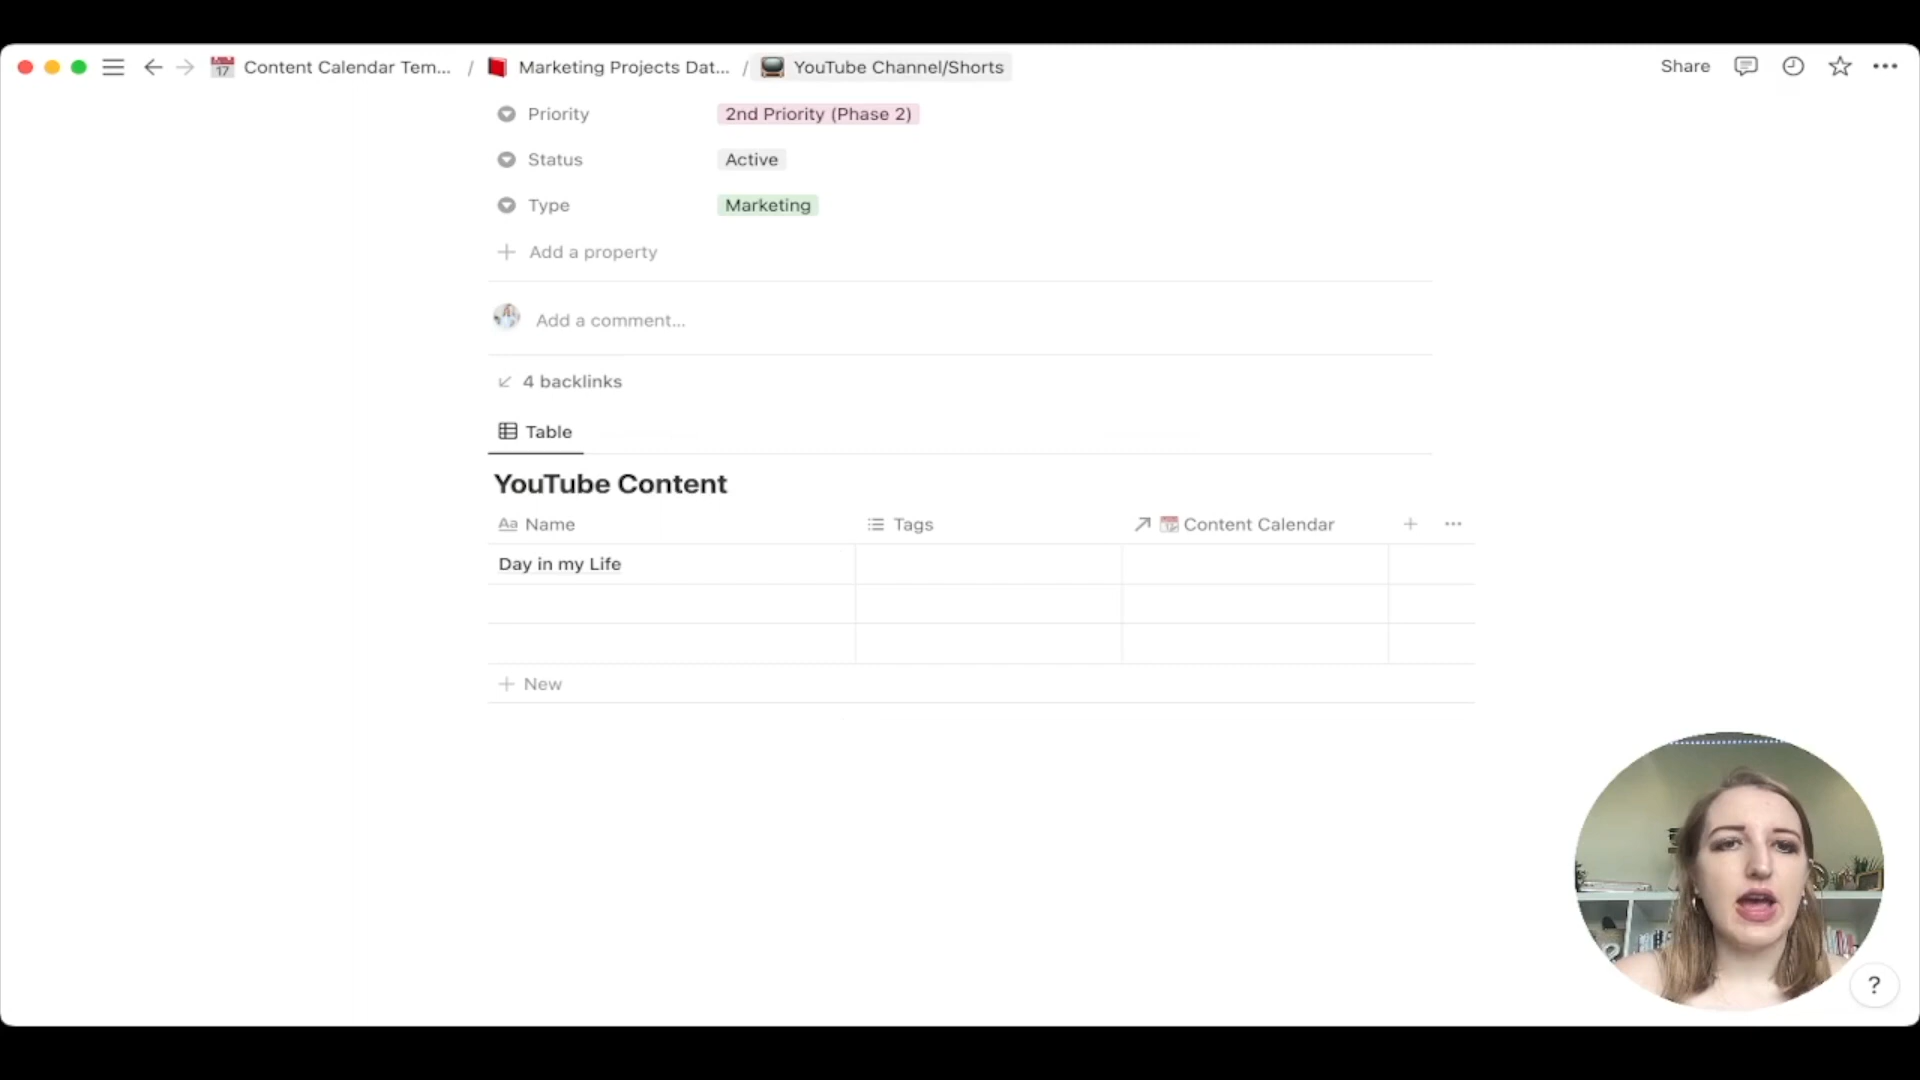 Content Calendar Tem... / Marketing Projects Dat... / YouTube Channel/Shorts Share
Priority 2nd Priority (Phase 2)
Status Active
Type Marketing
Add a property
Add a comment...
4 backlinks
Table
YouTube Content
Aa Name Tags Content Calendar
Day in my Life
New
?